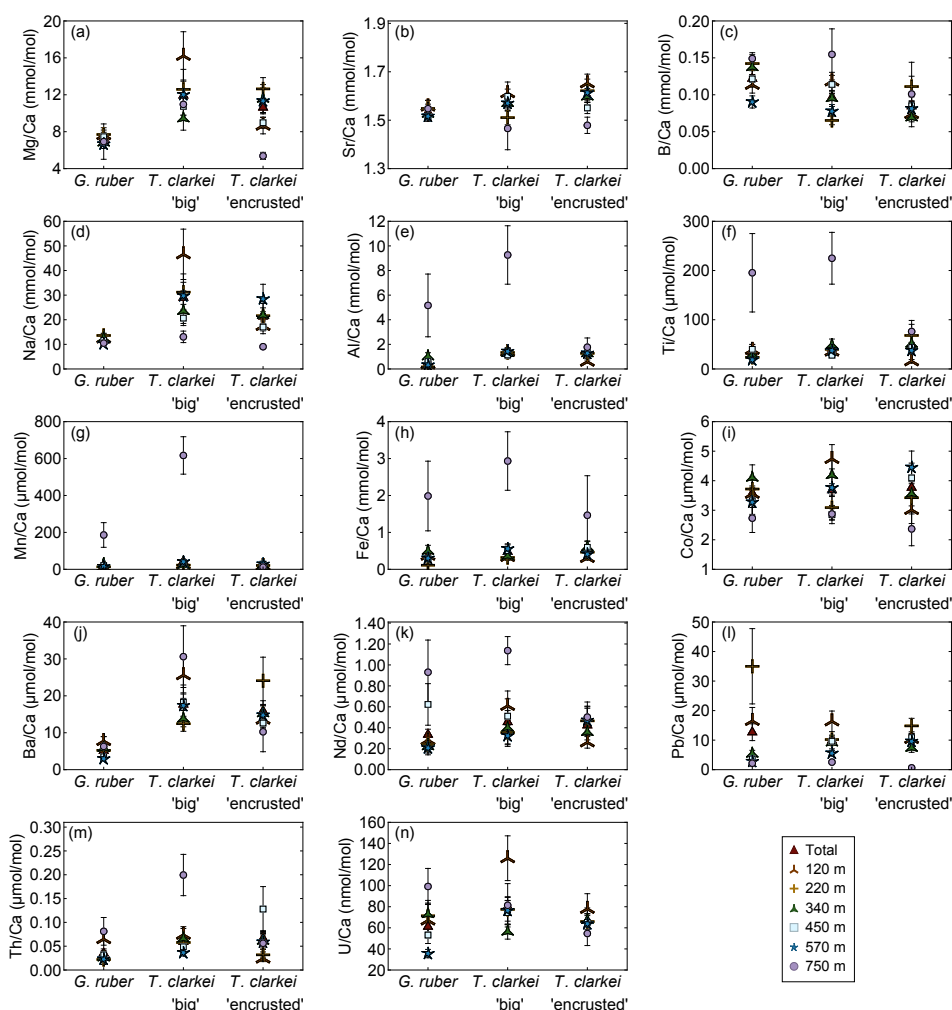 (a) (b) (c)
20 1.9 0.20
16 1.7 0.15
12 0.10
8 1.5 0.05
4 1.3 0.00
Mg/Ca (mmol/mol) Sr/Ca (mmol/mol) B/Ca (mmol/mol)
G. ruber T. clarkei T. clarkei G. ruber T. clarkei T. clarkei G. ruber T. clarkei T. clarkei
'big' 'encrusted' 'big' 'encrusted' 'big' 'encrusted'
(d) (e) (f)
60 12 300
50 10
40 8 200
30 6
20 4 100
10 2
0 0 0
Na/Ca (mmol/mol) Al/Ca (mmol/mol) Ti/Ca (µmol/mol)
G. ruber T. clarkei T. clarkei G. ruber T. clarkei T. clarkei G. ruber T. clarkei T. clarkei
'big' 'encrusted' 'big' 'encrusted' 'big' 'encrusted'
(g) (h) (i)
800 4 6
600 3 5
400 2 4
200 1 3
2
0 0 1
Mn/Ca (µmol/mol) Fe/Ca (mmol/mol) Co/Ca (µmol/mol)
G. ruber T. clarkei T. clarkei G. ruber T. clarkei T. clarkei G. ruber T. clarkei T. clarkei
'big' 'encrusted' 'big' 'encrusted' 'big' 'encrusted'
(j) (k) (l)
40 1.40 50
1.20 40
30 1.00
20 0.80 30
0.60 20
10 0.40 10
0.20
0 0.00 0
Ba/Ca (µmol/mol) Nd/Ca (µmol/mol) Pb/Ca (µmol/mol)
G. ruber T. clarkei T. clarkei G. ruber T. clarkei T. clarkei G. ruber T. clarkei T. clarkei
'big' 'encrusted' 'big' 'encrusted' 'big' 'encrusted'
(m) (n)
0.30 160
0.25 140
0.20 120
0.15 100
0.10 80
0.05 60
40
0.00 20
Th/Ca (µmol/mol) U/Ca (nmol/mol)
G. ruber T. clarkei T. clarkei G. ruber T. clarkei T. clarkei
'big' 'encrusted' 'big' 'encrusted'
Total
120 m
220 m
340 m
450 m
570 m
750 m